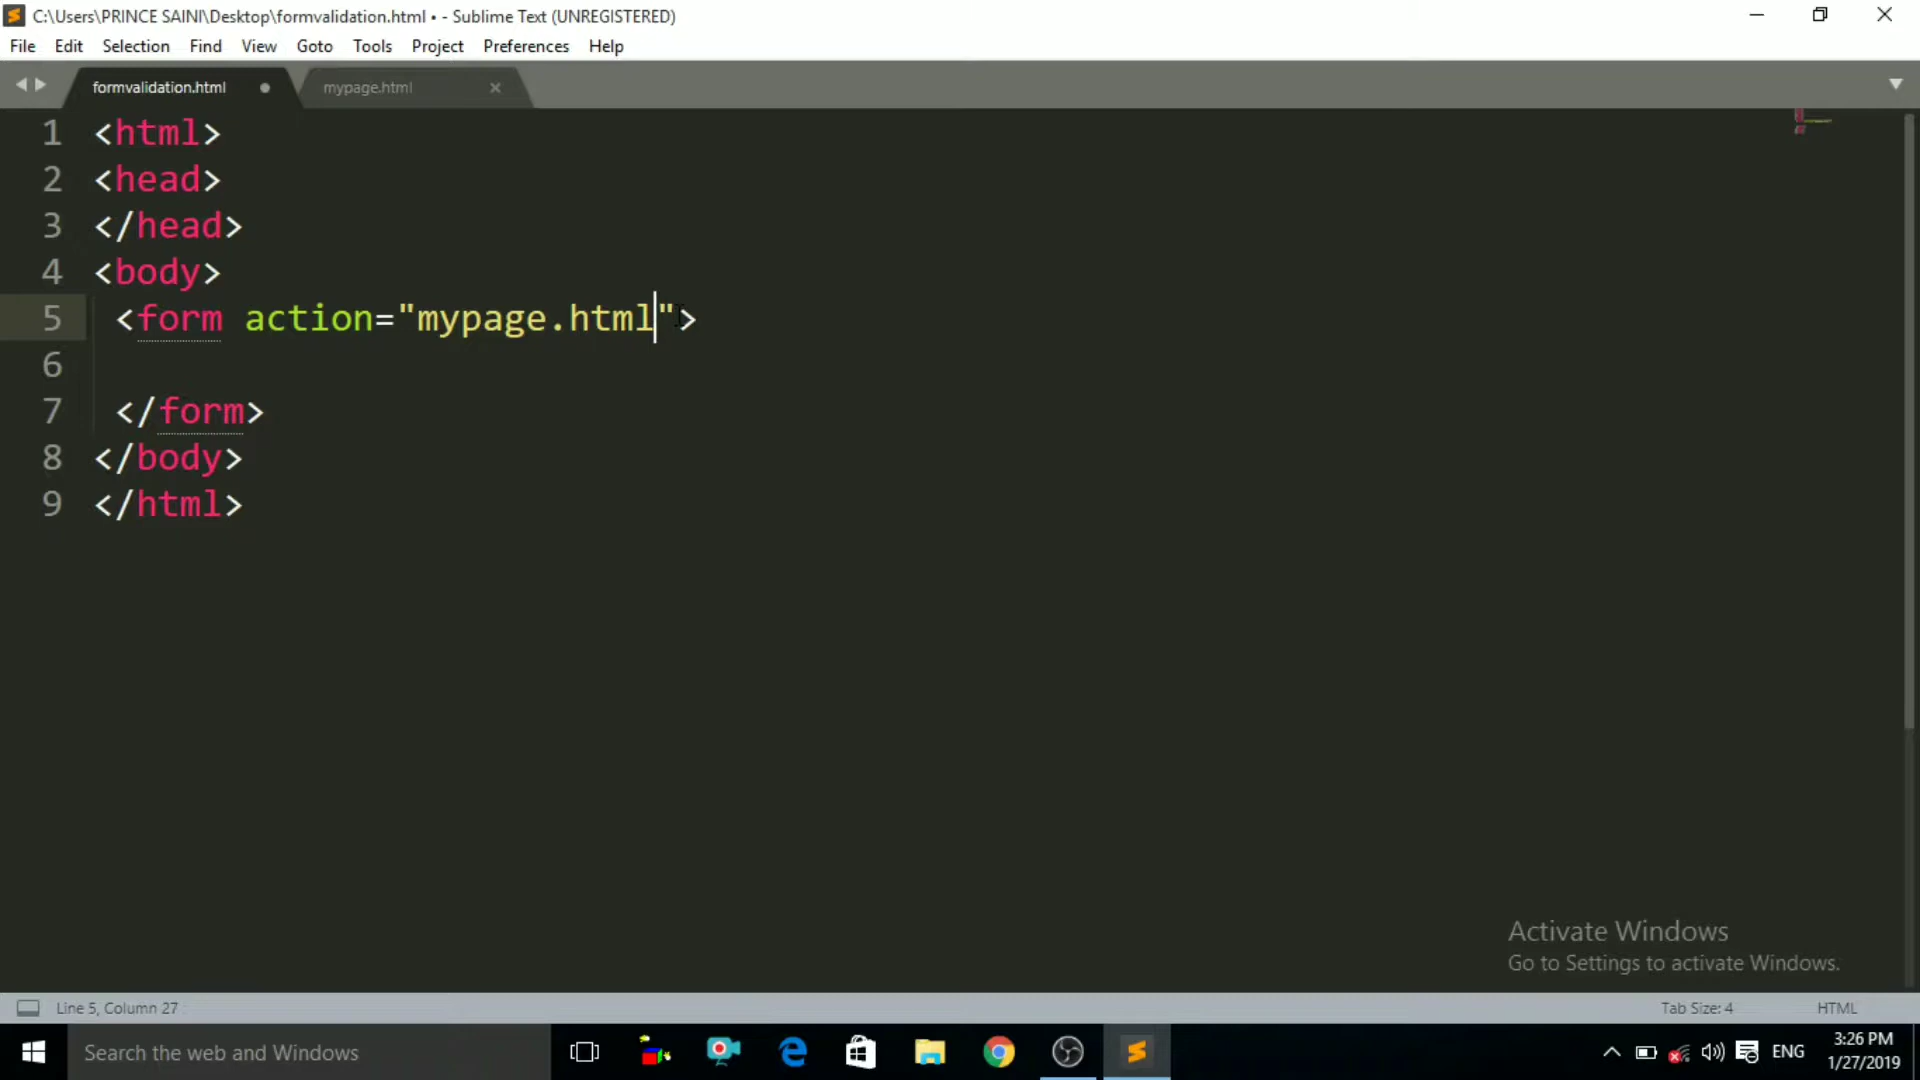 C:\Users\PRINCE SAINI\Desktop\formvalidation.html • - Sublime Text (UNREGISTERED)
File Edit Selection Find View Goto Tools Project Preferences Help
formvalidation.html mypage.html
1 <html>
2 <head>
3 </head>
4 <body>
5 <form action="mypage.html">
6
7 </form>
8 </body>
9 </html>
Activate Windows
Go to Settings to activate Windows.
Line 5, Column 27 Tab Size: 4 HTML
Search the web and Windows ENG 3:26 PM
1/27/2019